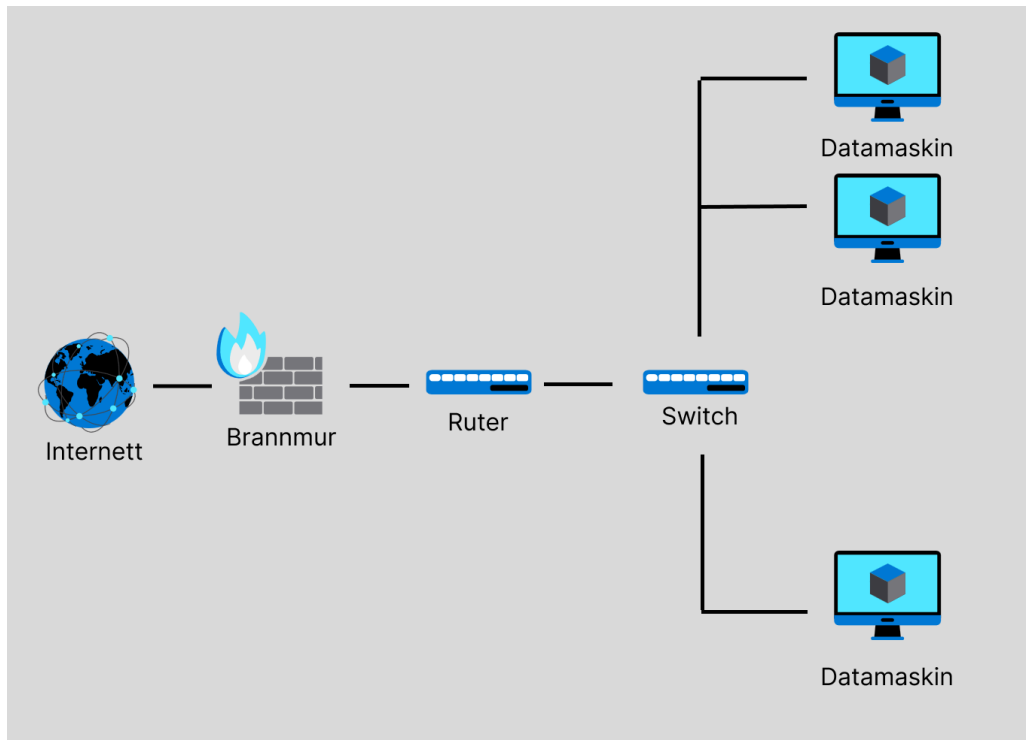 Datamaskin
Datamaskin
Internett
Brannmur
Ruter
Switch
Datamaskin